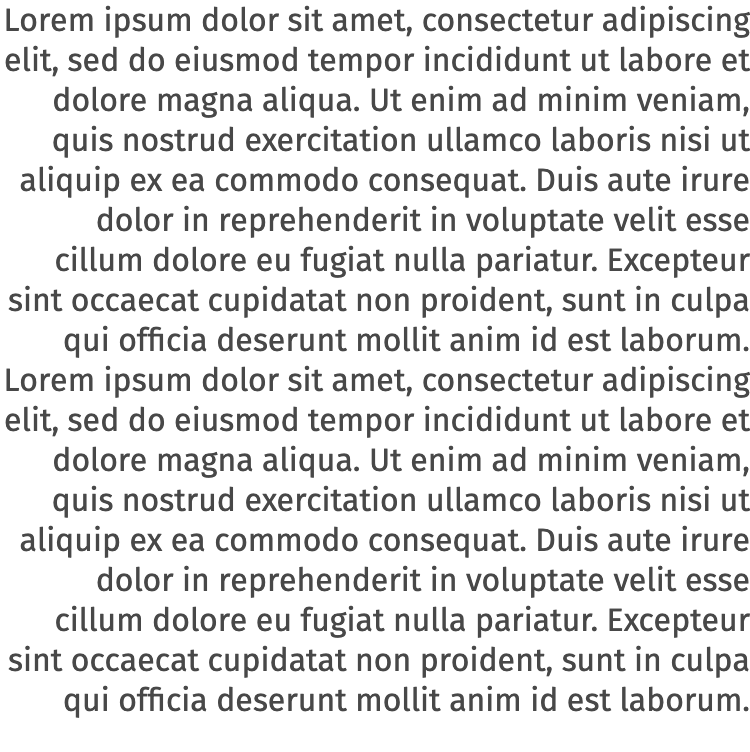 Lorem ipsum dolor sit amet, consectetur adipiscing
elit, sed do eiusmod tempor incididunt ut labore et
dolore magna aliqua. Ut enim ad minim veniam,
quis nostrud exercitation ullamco laboris nisi ut
aliquip ex ea commodo consequat. Duis aute irure
dolor in reprehenderit in voluptate velit esse
cillum dolore eu fugiat nulla pariatur. Excepteur
sint occaecat cupidatat non proident, sunt in culpa
qui officia deserunt mollit anim id est laborum.
Lorem ipsum dolor sit amet, consectetur adipiscing
elit, sed do eiusmod tempor incididunt ut labore et
dolore magna aliqua. Ut enim ad minim veniam,
quis nostrud exercitation ullamco laboris nisi ut
aliquip ex ea commodo consequat. Duis aute irure
dolor in reprehenderit in voluptate velit esse
cillum dolore eu fugiat nulla pariatur. Excepteur
sint occaecat cupidatat non proident, sunt in culpa
qui officia deserunt mollit anim id est laborum.